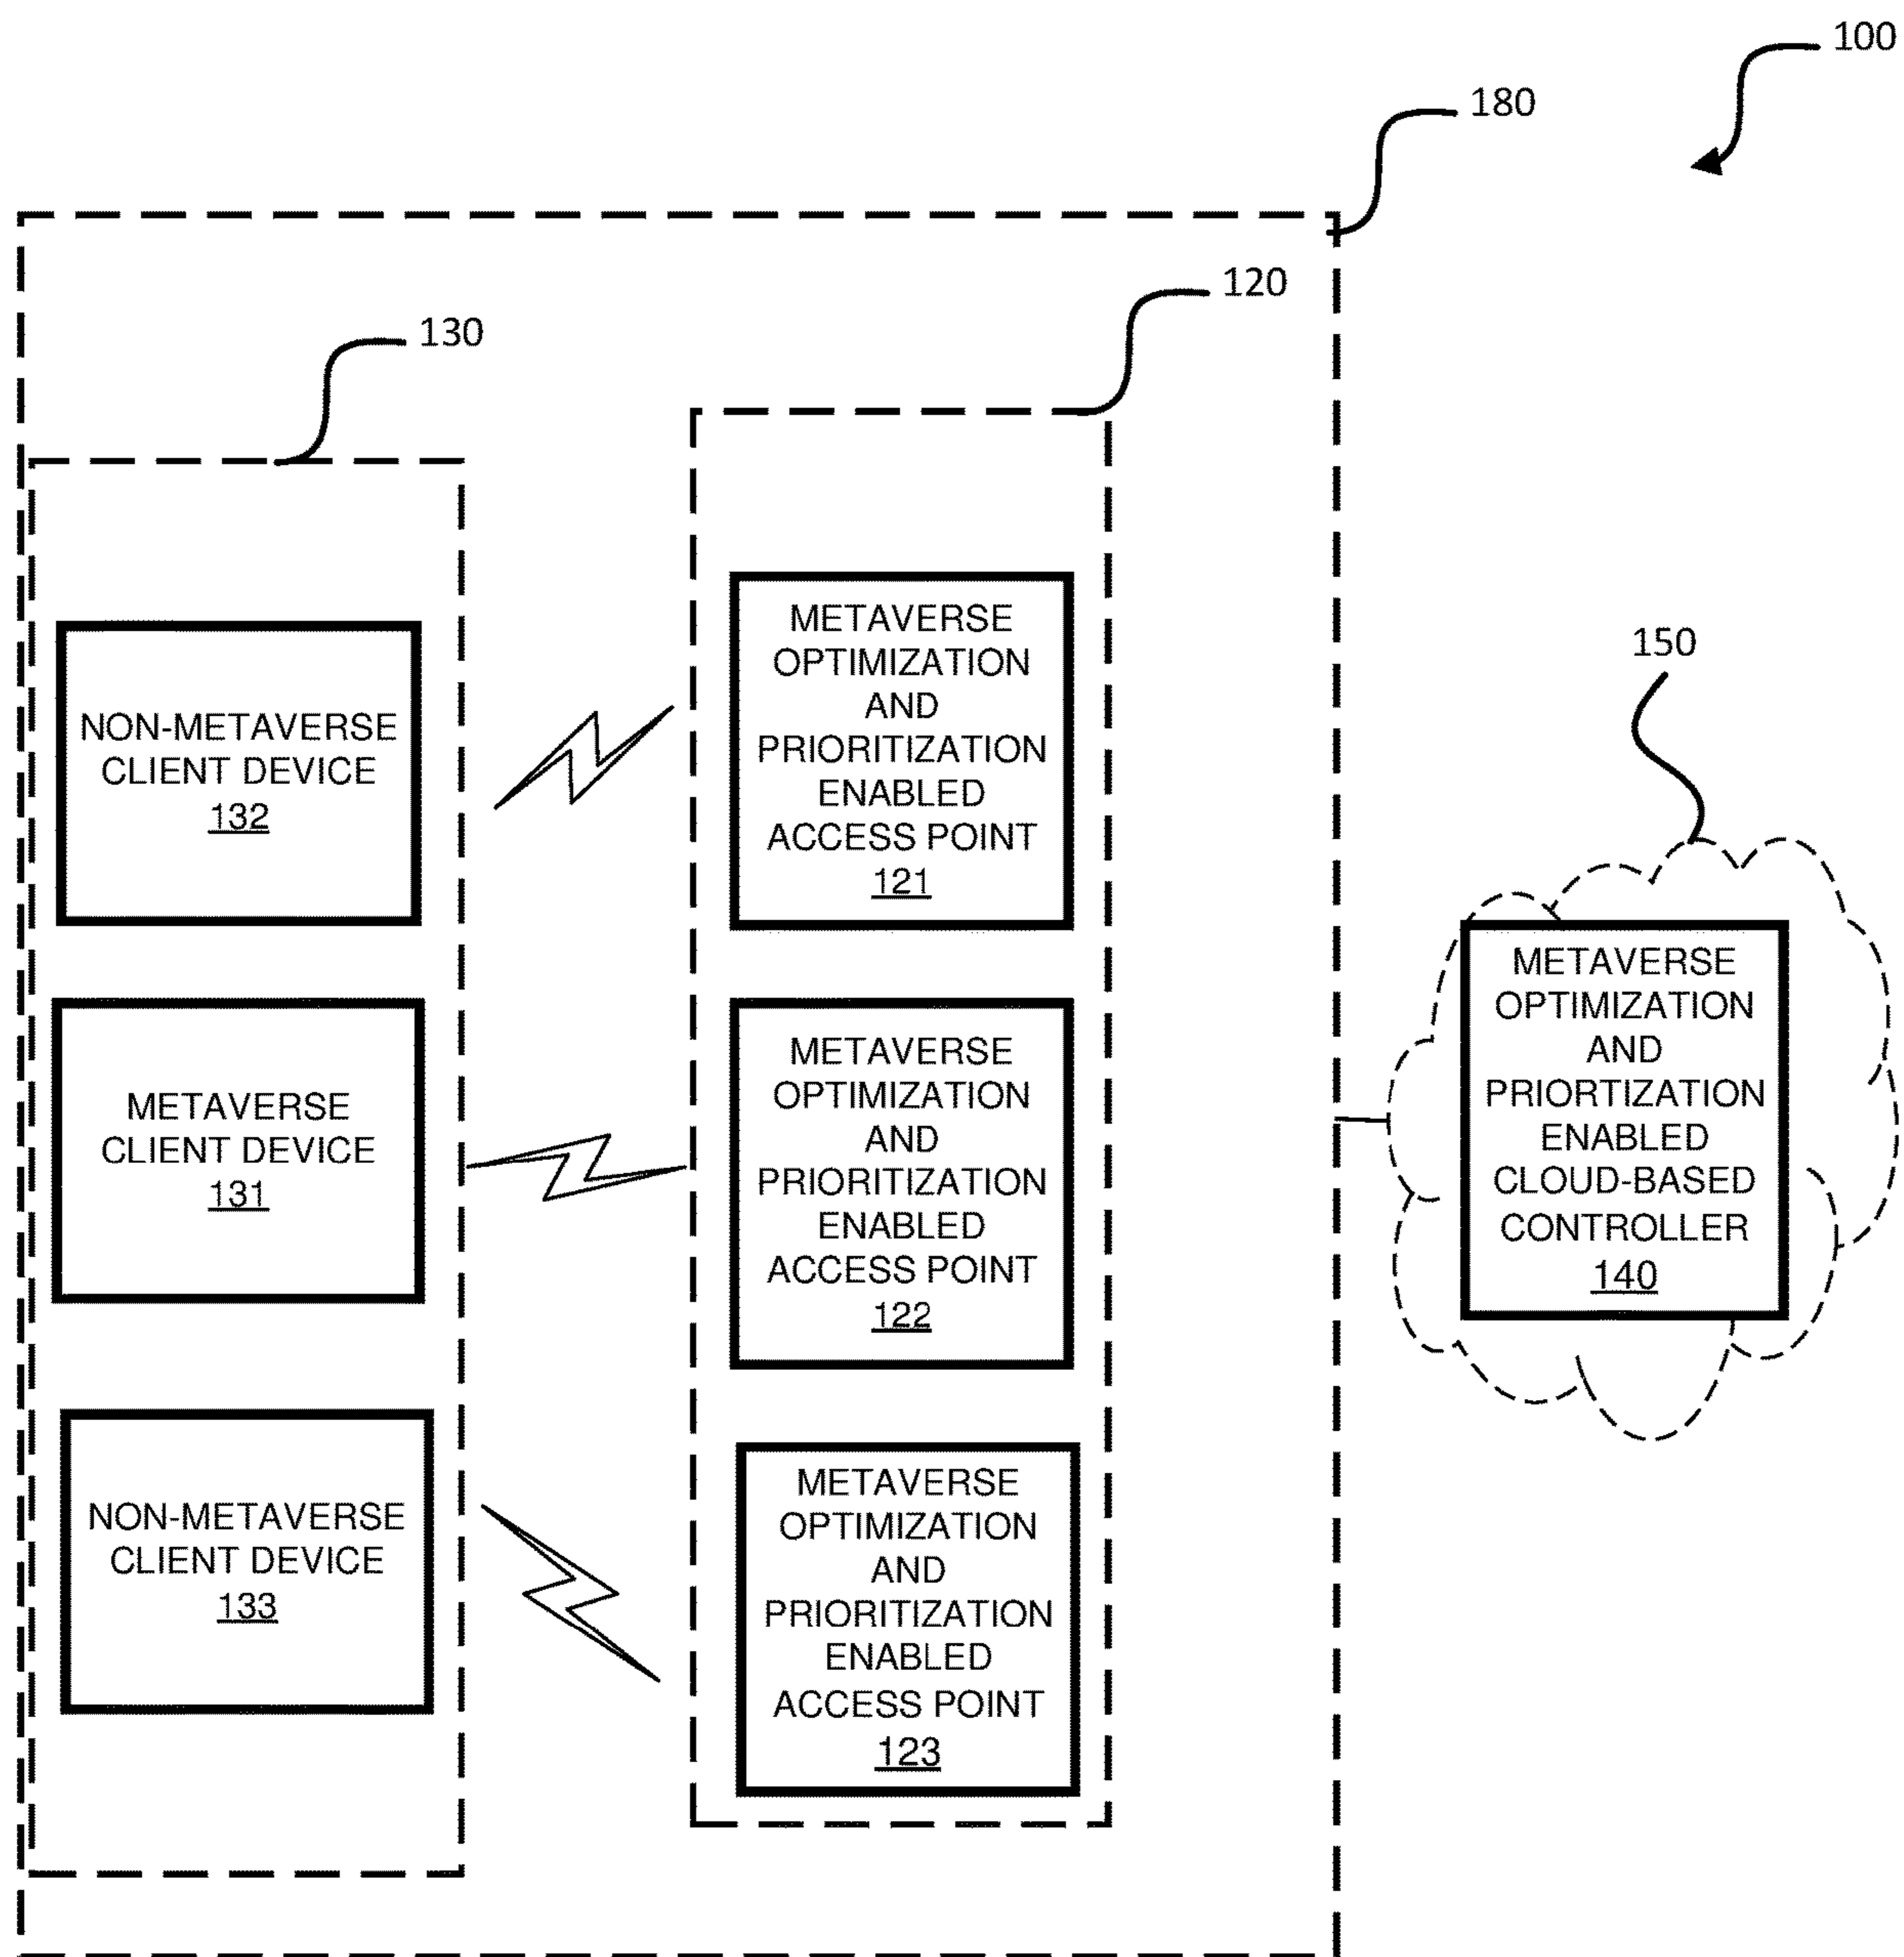 100
180
120
130
NON-METAVERSE
CLIENT DEVICE
132
METAVERSE
CLIENT DEVICE
131
NON-METAVERSE
CLIENT DEVICE
133
METAVERSE
OPTIMIZATION
AND
PRIORITIZATION
ENABLED
ACCESS POINT
121
METAVERSE
OPTIMIZATION
AND
PRIORITIZATION
ENABLED
ACCESS POINT
122
METAVERSE
OPTIMIZATION
AND
PRIORITIZATION
ENABLED
ACCESS POINT
123
150
METAVERSE
OPTIMIZATION
AND
PRIORTIZATION
ENABLED
CLOUD-BASED
CONTROLLER
140